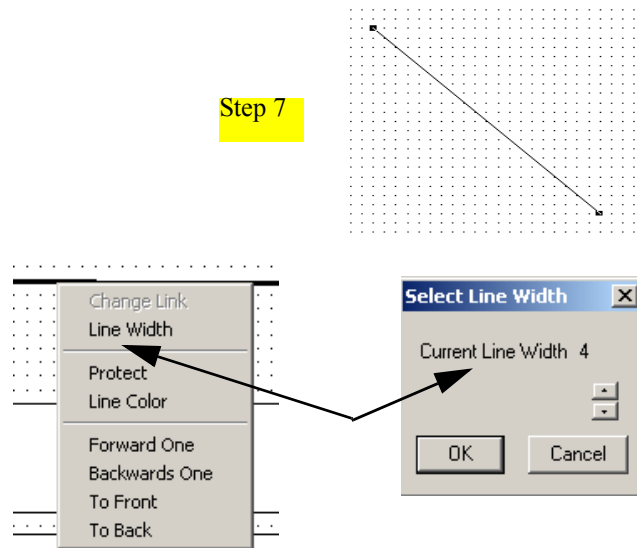 Step 7
Change Link
Line Width
Protect
Line Color
Forward One
Backwards One
To Front
To Back
Select Line Width
Current Line Width 4
OK
Cancel